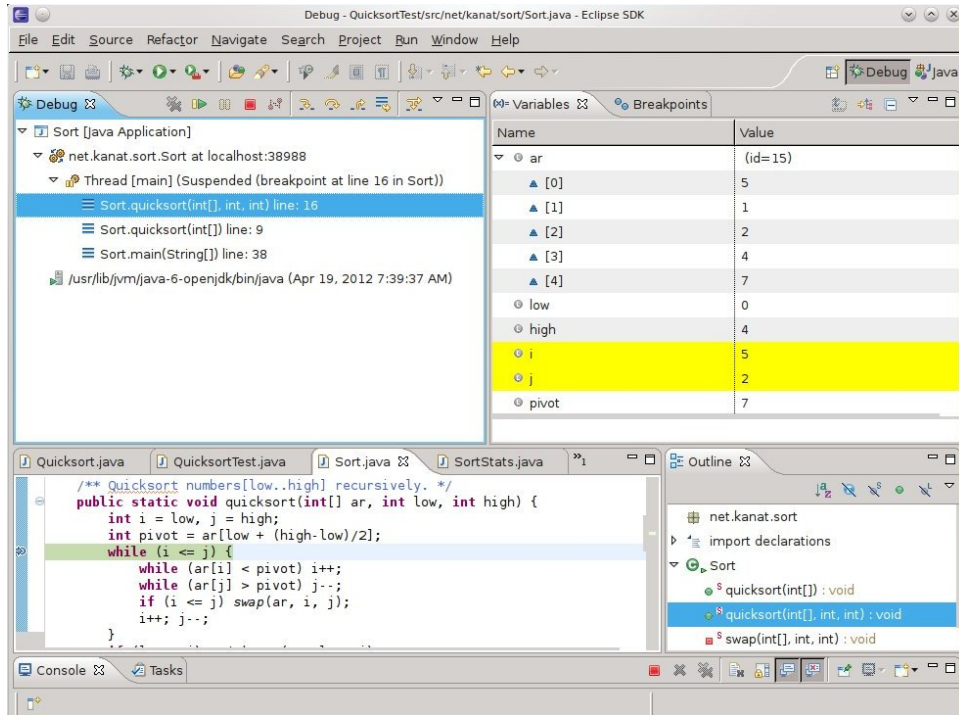 Debug - QuicksortTest/src/net/kanat/sort/Sort.java - Eclipse SDK
File Edit Source Refactor Navigate Search Project Run Window Help
Debug Java
Debug
Sort [Java Application]
net.kanat.sort.Sort at localhost:38988
Thread [main] (Suspended (breakpoint at line 16 in Sort))
Sort.quicksort(int[], int, int) line: 16
Sort.quicksort(int[]) line: 9
Sort.main(String[]) line: 38
/usr/lib/jvm/java-6-openjdk/bin/java (Apr 19, 2012 7:39:37 AM)
(x)= Variables Breakpoints
Name Value
ar (id=15)
[0] 5
[1] 1
[2] 2
[3] 4
[4] 7
low 0
high 4
i 5
j 2
pivot 7
Quicksort.java QuicksortTest.java Sort.java SortStats.java »1
/** Quicksort numbers[low..high] recursively. */
public static void quicksort(int[] ar, int low, int high) {
int i = low, j = high;
int pivot = ar[low + (high-low)/2];
while (i <= j) {
while (ar[i] < pivot) i++;
while (ar[j] > pivot) j--;
if (i <= j) swap(ar, i, j);
i++; j--;
}
Outline
net.kanat.sort
import declarations
Sort
quicksort(int[]) : void
quicksort(int[], int, int) : void
swap(int[], int, int) : void
Console Tasks